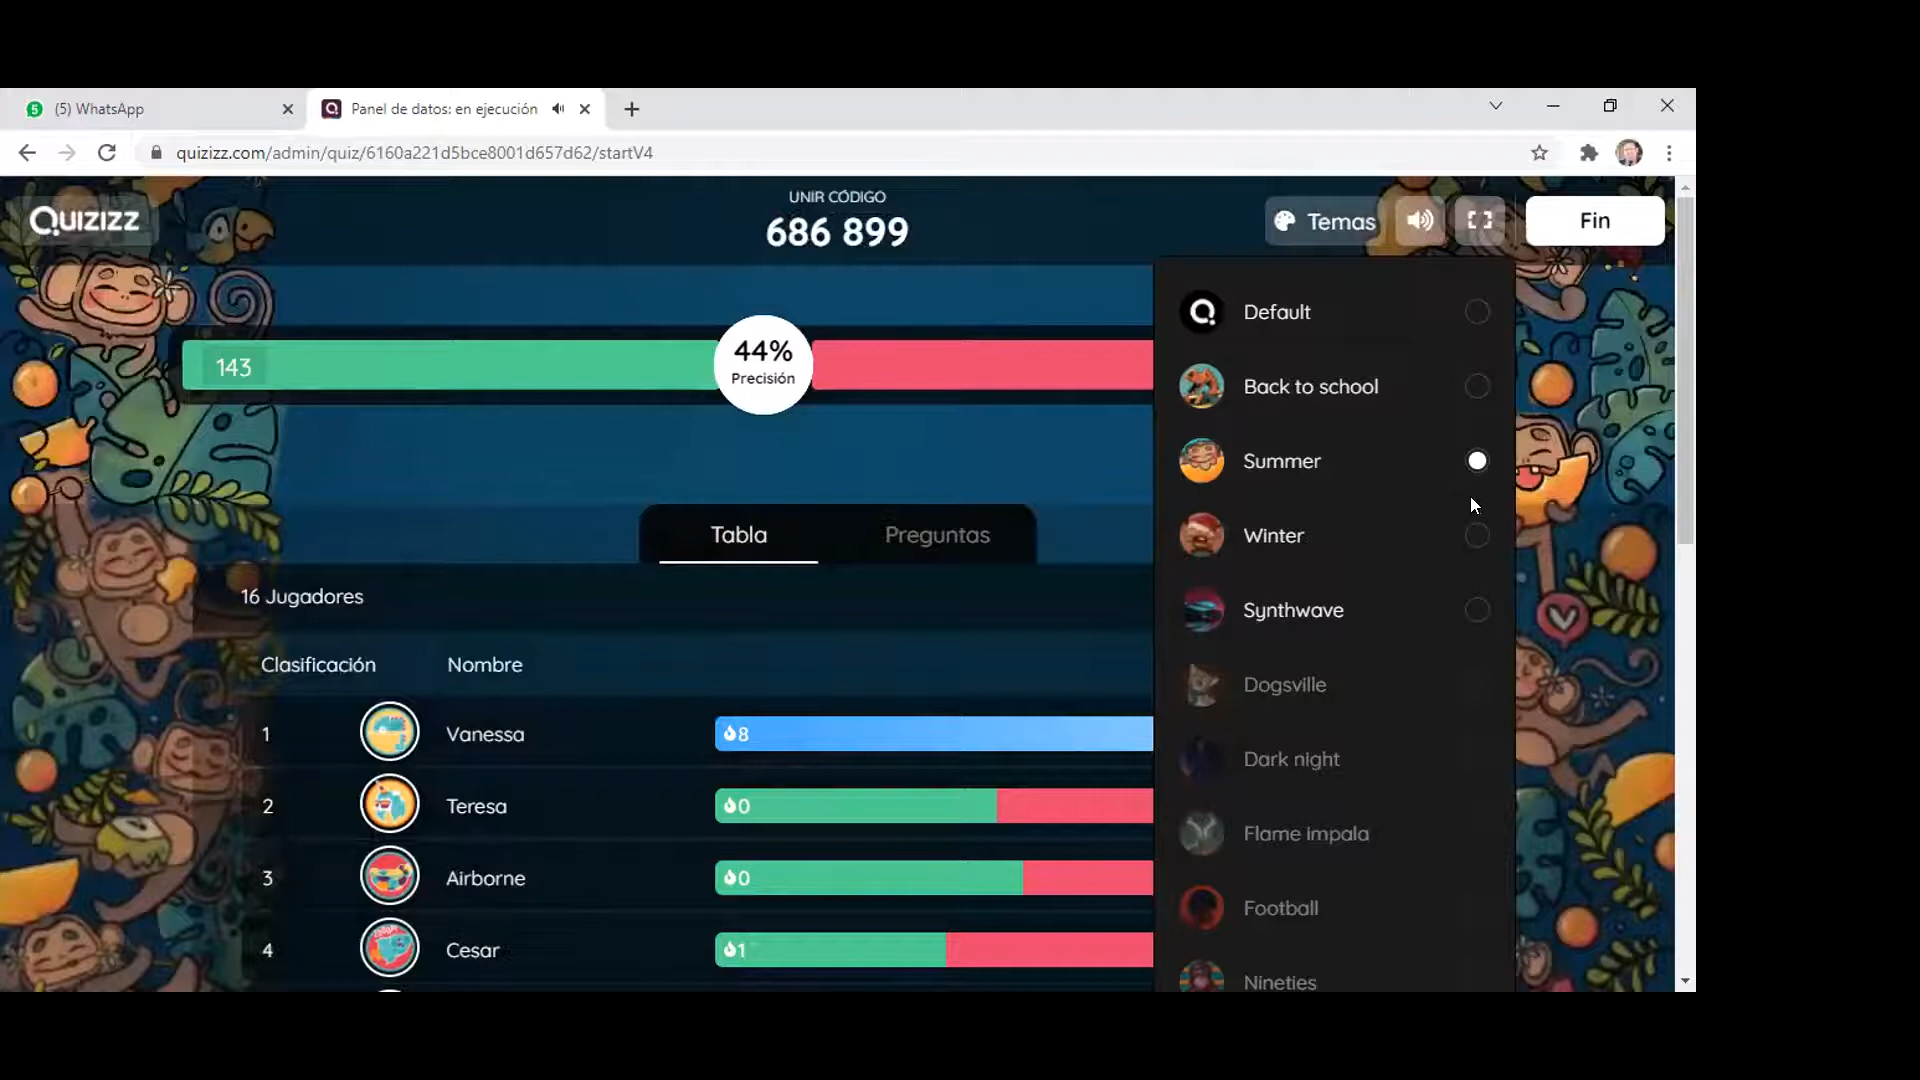 (5) WhatsApp
Panel de datos: en ejecución
quizizz.com/admin/quiz/6160a221d5bce8001d657d62/startV4
Quizizz
UNIR CÓDIGO
686 899
Temas
Fin
143
44%
Precisión
Default
Back to school
Summer
Winter
Synthwave
Dogsville
Dark night
Flame impala
Football
Nineties
Tabla
Preguntas
16 Jugadores
Clasificación
Nombre
1 Vanessa 8
2 Teresa 0
3 Airborne 0
4 Cesar 1